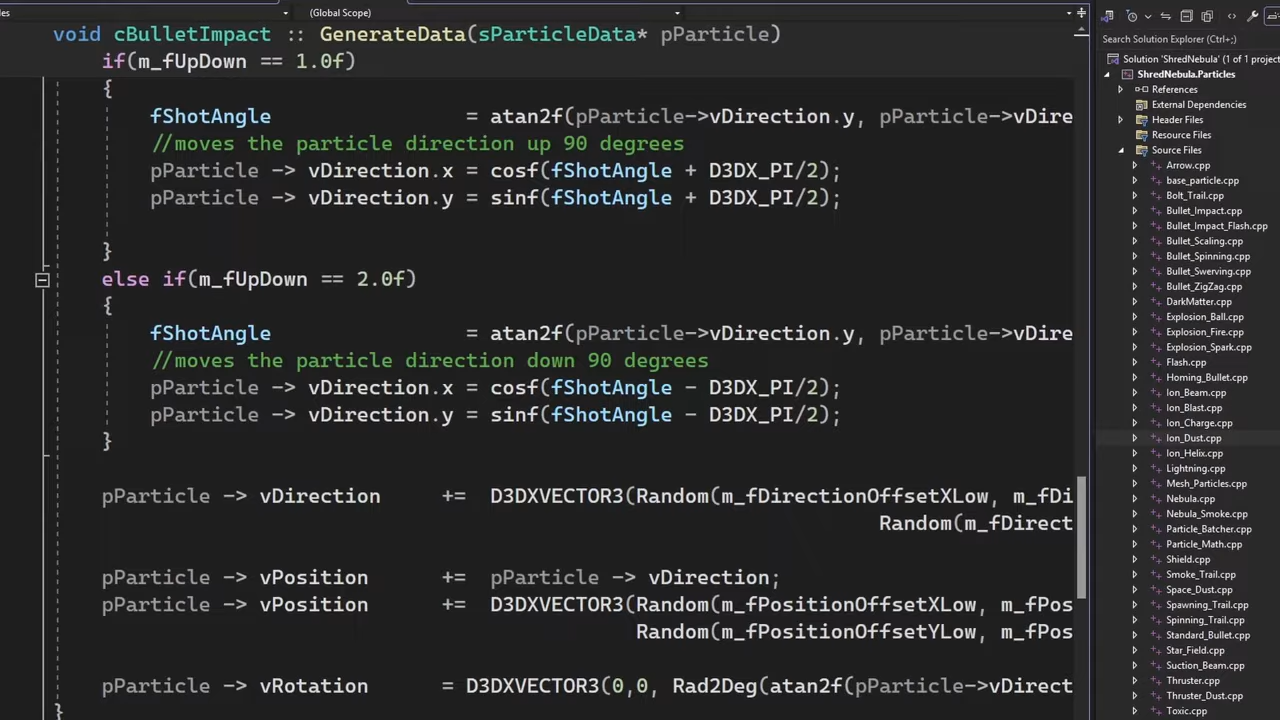 les
(Global Scope)
void cBulletImpact :: GenerateData(sParticleData* pParticle)
if(m_fUpDown == 1.0f)
{
fShotAngle = atan2f(pParticle->vDirection.y, pParticle->vDire
//moves the particle direction up 90 degrees
pParticle -> vDirection.x = cosf(fShotAngle + D3DX_PI/2);
pParticle -> vDirection.y = sinf(fShotAngle + D3DX_PI/2);
}
else if(m_fUpDown == 2.0f)
{
fShotAngle = atan2f(pParticle->vDirection.y, pParticle->vDire
//moves the particle direction down 90 degrees
pParticle -> vDirection.x = cosf(fShotAngle - D3DX_PI/2);
pParticle -> vDirection.y = sinf(fShotAngle - D3DX_PI/2);
}
pParticle -> vDirection += D3DXVECTOR3(Random(m_fDirectionOffsetXLow, m_fDi
Random(m_fDirect
pParticle -> vPosition += pParticle -> vDirection;
pParticle -> vPosition += D3DXVECTOR3(Random(m_fPositionOffsetXLow, m_fPos
Random(m_fPositionOffsetYLow, m_fPos
pParticle -> vRotation = D3DXVECTOR3(0,0, Rad2Deg(atan2f(pParticle->vDirect
}
Search Solution Explorer (Ctrl+;)
Solution 'ShredNebula' (1 of 1 project
ShredNebula.Particles
References
External Dependencies
Header Files
Resource Files
Source Files
Arrow.cpp
base_particle.cpp
Bolt_Trail.cpp
Bullet_Impact.cpp
Bullet_Impact_Flash.cpp
Bullet_Scaling.cpp
Bullet_Spinning.cpp
Bullet_Swerving.cpp
Bullet_ZigZag.cpp
DarkMatter.cpp
Explosion_Ball.cpp
Explosion_Fire.cpp
Explosion_Spark.cpp
Flash.cpp
Homing_Bullet.cpp
Ion_Beam.cpp
Ion_Blast.cpp
Ion_Charge.cpp
Ion_Dust.cpp
Ion_Helix.cpp
Lightning.cpp
Mesh_Particles.cpp
Nebula.cpp
Nebula_Smoke.cpp
Particle_Batcher.cpp
Particle_Math.cpp
Shield.cpp
Smoke_Trail.cpp
Space_Dust.cpp
Spawning_Trail.cpp
Spinning_Trail.cpp
Standard_Bullet.cpp
Star_Field.cpp
Suction_Beam.cpp
Thruster.cpp
Thruster_Dust.cpp
Toxic.cpp